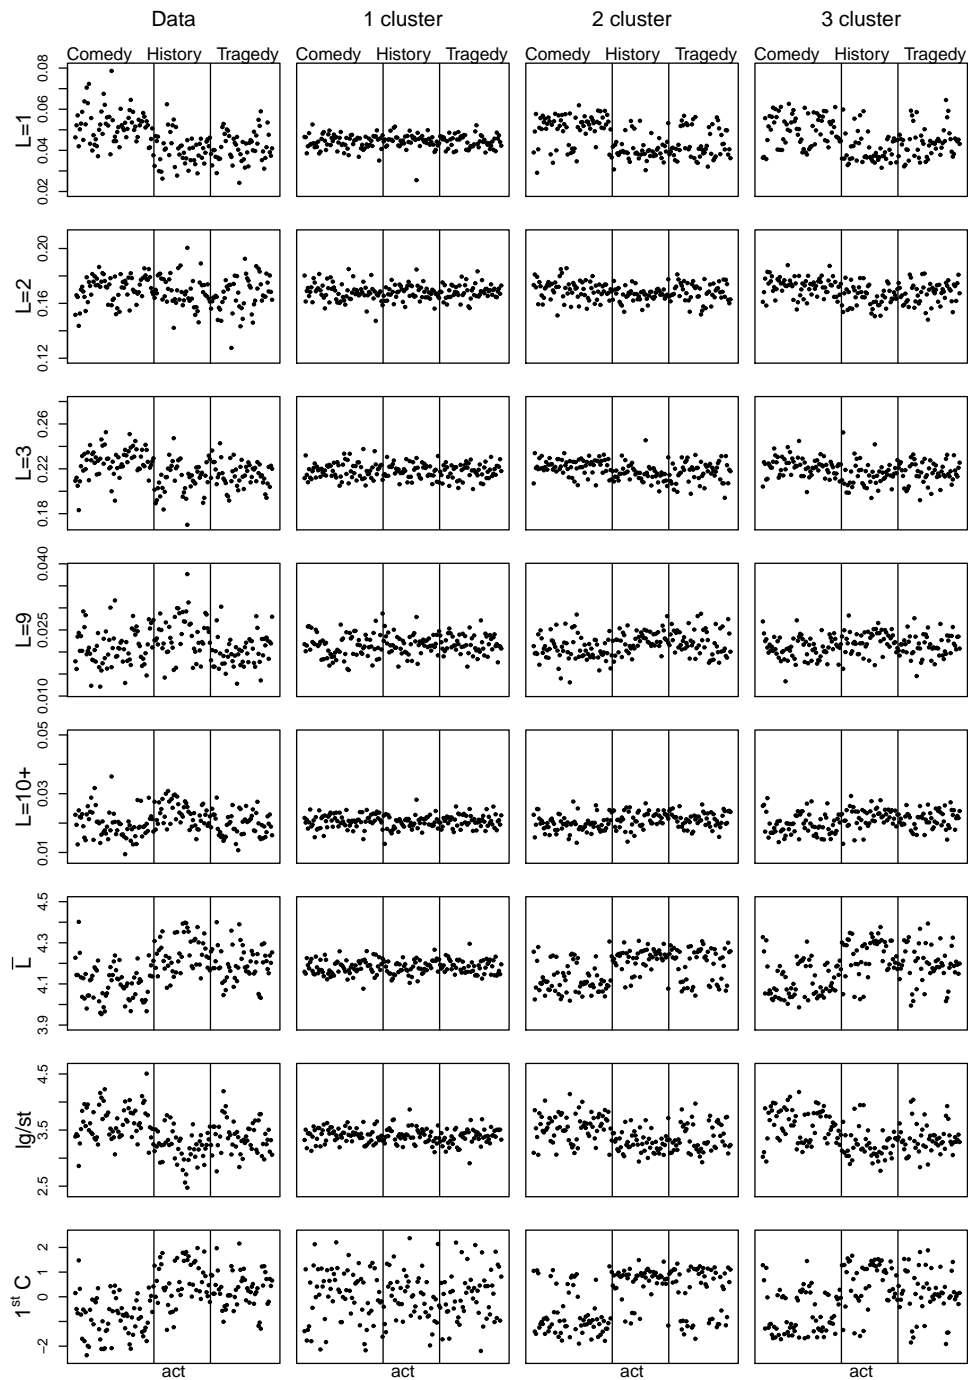 Data 1 cluster 2 cluster 3 cluster
Comedy History Tragedy Comedy History Tragedy Comedy History Tragedy Comedy History Tragedy
L=1
0.08
0.06
0.04
0.02
L=2
0.20
0.16
0.12
L=3
0.26
0.22
0.18
L=9
0.040
0.025
0.010
L=10+
0.05
0.03
0.01
L̅
4.5
4.3
4.1
3.9
lg/st
4.5
3.5
2.5
1st C
2
1
0
−2
act act act act